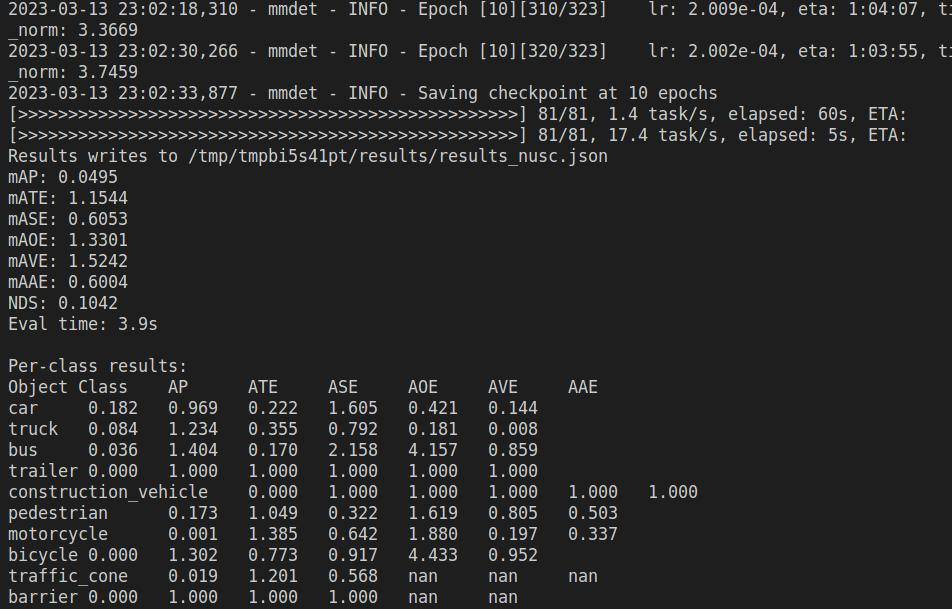 2023-03-13 23:02:18,310 - mmdet - INFO - Epoch [10][310/323]    lr: 2.009e-04, eta: 1:04:07, ti
_norm: 3.3669
2023-03-13 23:02:30,266 - mmdet - INFO - Epoch [10][320/323]    lr: 2.002e-04, eta: 1:03:55, ti
_norm: 3.7459
2023-03-13 23:02:33,877 - mmdet - INFO - Saving checkpoint at 10 epochs
[>>>>>>>>>>>>>>>>>>>>>>>>>>>>>>>>>>>>>>>>>>>>>>>>>>] 81/81, 1.4 task/s, elapsed: 60s, ETA:
[>>>>>>>>>>>>>>>>>>>>>>>>>>>>>>>>>>>>>>>>>>>>>>>>>>] 81/81, 17.4 task/s, elapsed: 5s, ETA:
Results writes to /tmp/tmpbi5s41pt/results/results_nusc.json
mAP: 0.0495
mATE: 1.1544
mASE: 0.6053
mAOE: 1.3301
mAVE: 1.5242
mAAE: 0.6004
NDS: 0.1042
Eval time: 3.9s
Per-class results:
Object Class    AP      ATE     ASE     AOE     AVE     AAE
car     0.182   0.969   0.222   1.605   0.421   0.144
truck   0.084   1.234   0.355   0.792   0.181   0.008
bus     0.036   1.404   0.170   2.158   4.157   0.859
trailer 0.000   1.000   1.000   1.000   1.000   1.000
construction_vehicle    0.000   1.000   1.000   1.000   1.000   1.000
pedestrian      0.173   1.049   0.322   1.619   0.805   0.503
motorcycle      0.001   1.385   0.642   1.880   0.197   0.337
bicycle 0.000   1.302   0.773   0.917   4.433   0.952
traffic_cone    0.019   1.201   0.568   nan     nan     nan
barrier 0.000   1.000   1.000   1.000   nan     nan